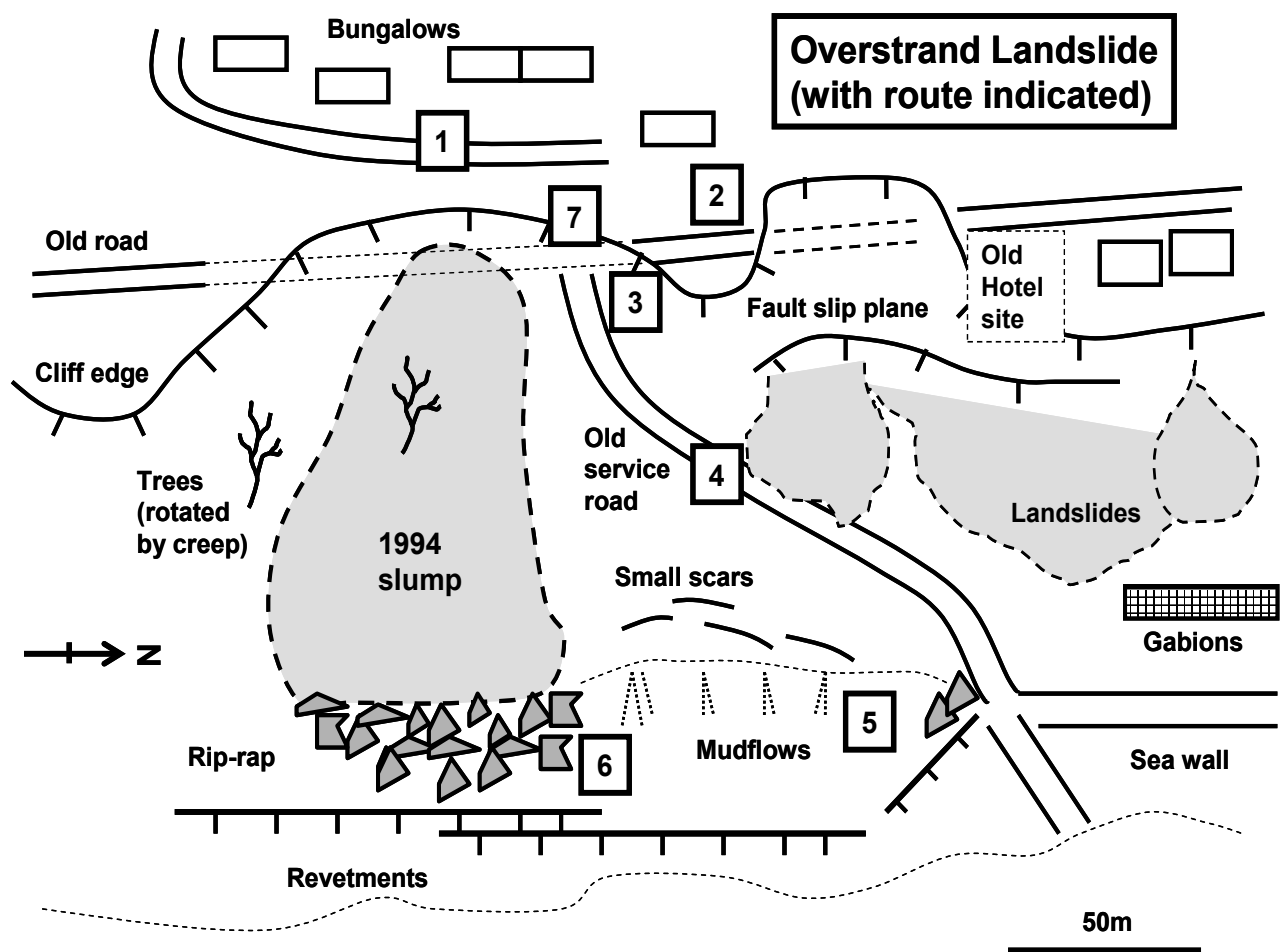 Bungalows
Overstrand Landslide
(with route indicated)
1
2
7
Old road
Old
Hotel
site
3
Fault slip plane
Cliff edge
Old
service
road
4
Trees
(rotated
by creep)
Landslides
1994
slump
Small scars
Gabions
N
5
Mudflows
6
Rip-rap
Sea wall
Revetments
50m